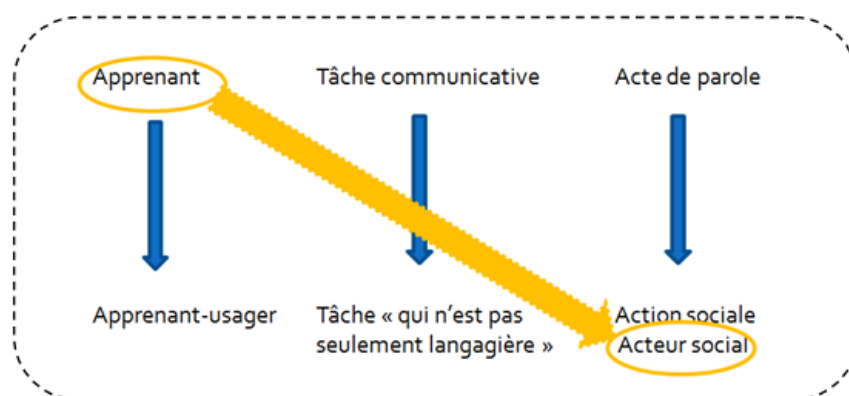 Apprenant
Tâche communicative
Acte de parole
Apprenant-usager
Tâche « qui n'est pas
seulement langagière »
Action sociale
Acteur social